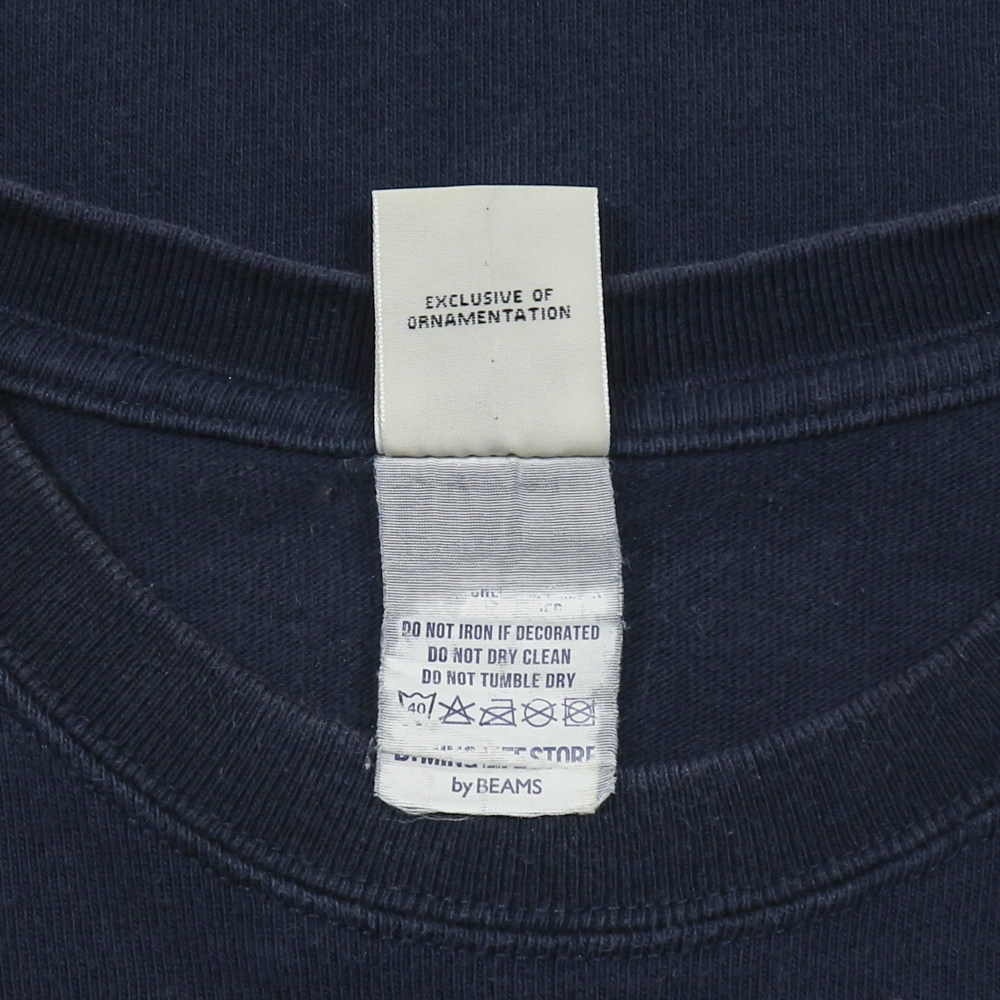 EXCLUSIVE OF
ORNAMENTATION
DO NOT IRON IF DECORATED
DO NOT DRY CLEAN
DO NOT TUMBLE DRY
40
STORE
by BEAMS